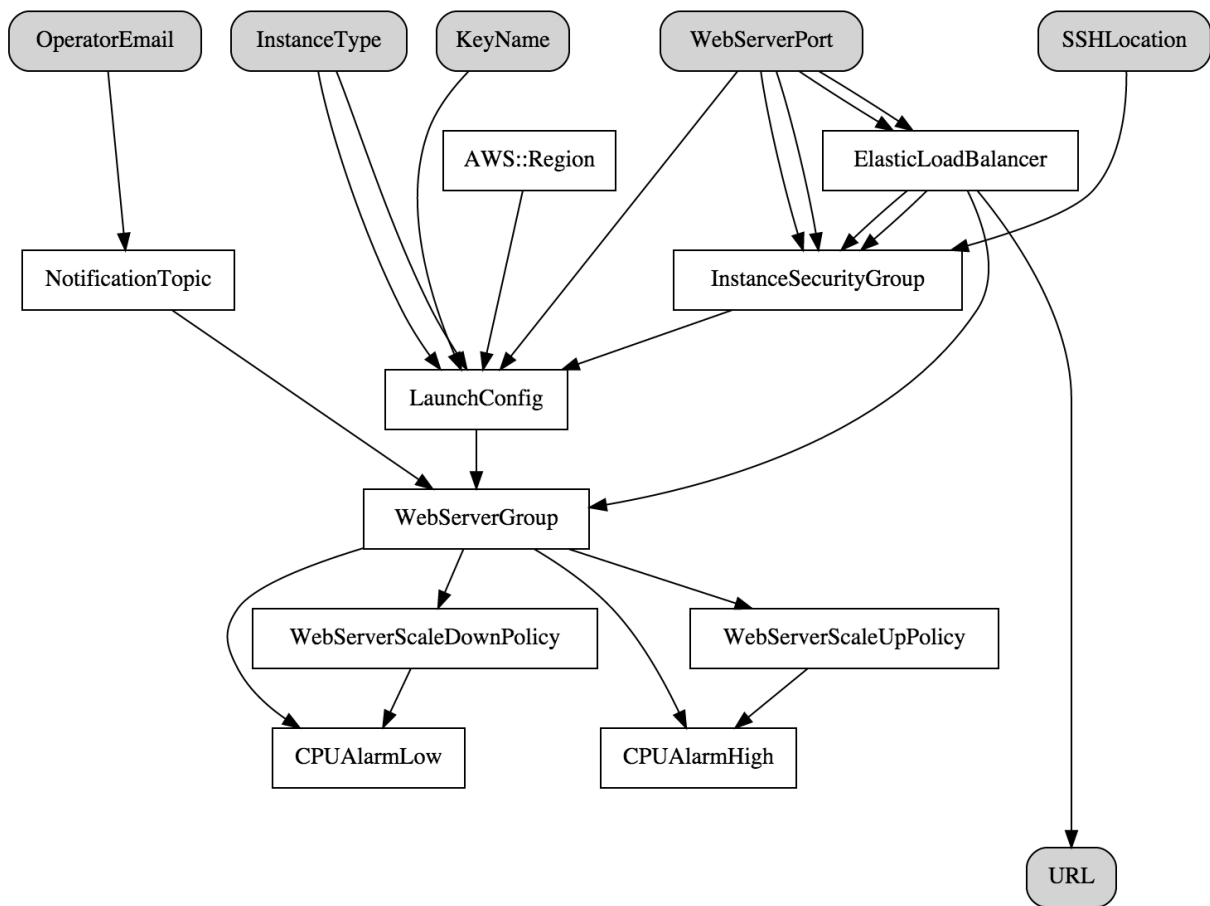 OperatorEmail
InstanceType
KeyName
WebServerPort
SSHLocation
AWS::Region
ElasticLoadBalancer
NotificationTopic
InstanceSecurityGroup
LaunchConfig
WebServerGroup
WebServerScaleDownPolicy
WebServerScaleUpPolicy
CPUAlarmLow
CPUAlarmHigh
URL